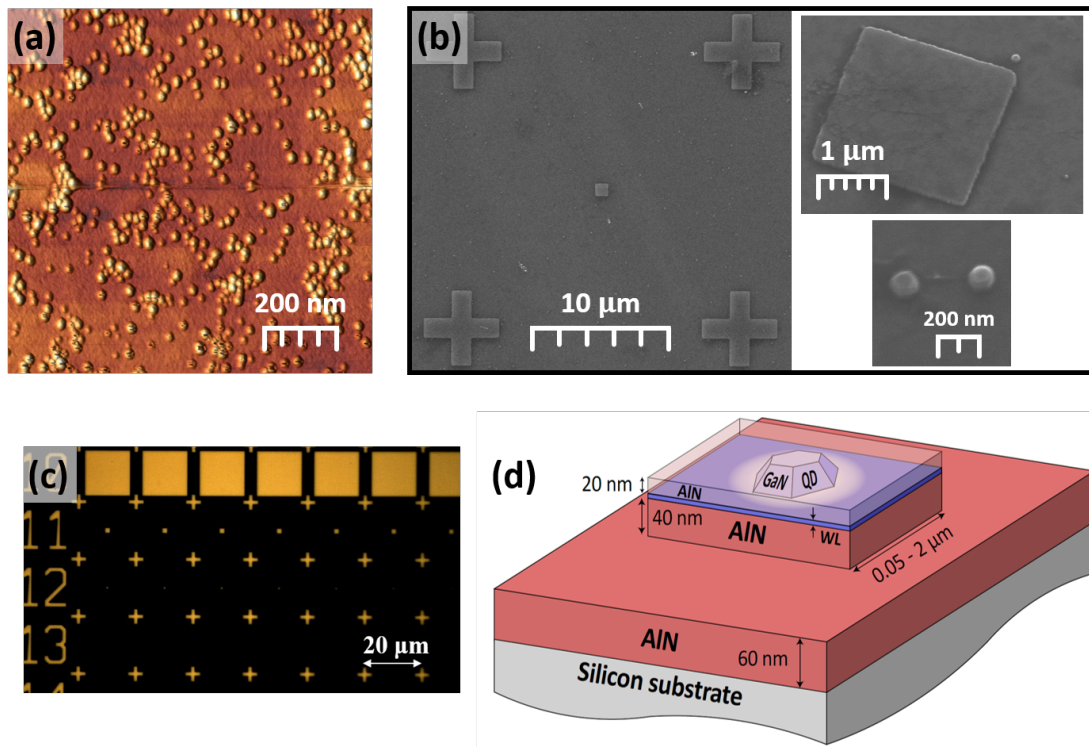 (a)
200 nm
(b)
10 µm
1 µm
200 nm
(c)
11
12
13
20 µm
(d)
20 nm
AlN
GaN
QD
40 nm
AlN
WL
0.05 - 2 µm
AlN
60 nm
Silicon substrate